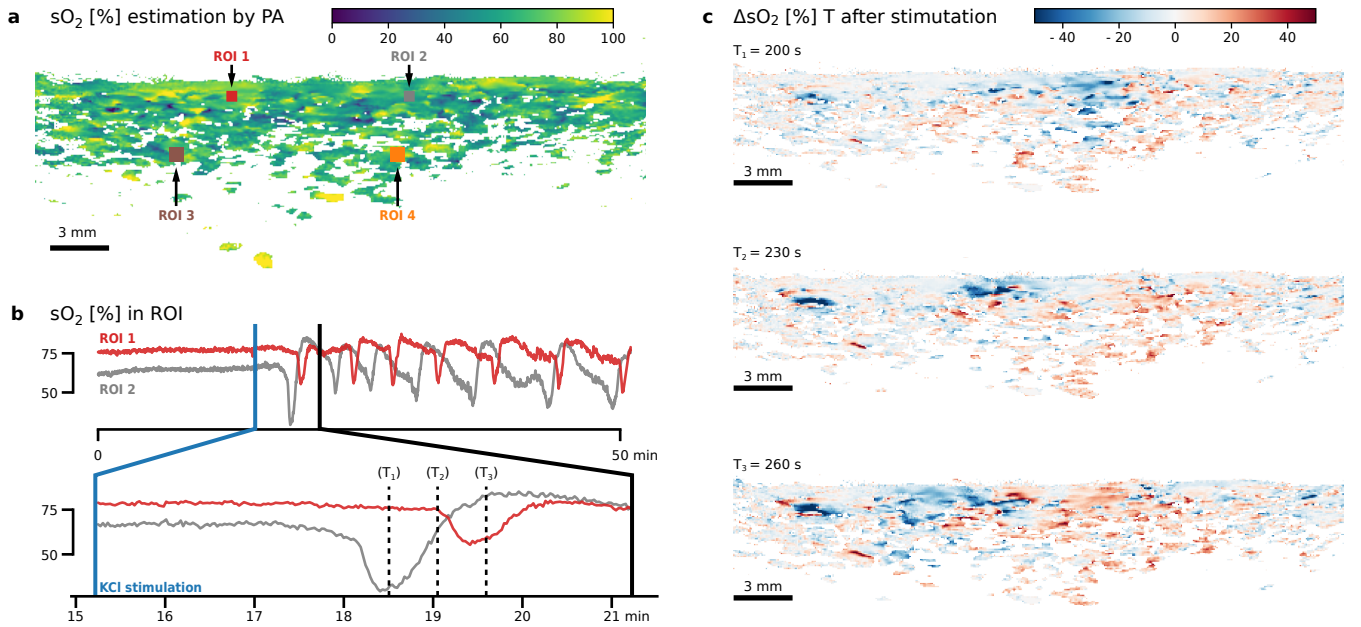 a sO2 [%] estimation by PA
0 20 40 60 80 100
ROI 1
ROI 2
ROI 3
ROI 4
3 mm
b sO2 [%] in ROI
ROI 1
75
50
ROI 2
0
50 min
(T1) (T2) (T3)
75
50
KCl stimulation
15 16 17 18 19 20 21 min
c ΔsO2 [%] T after stimutation
- 40 - 20 0 20 40
T1 = 200 s
3 mm
T2 = 230 s
3 mm
T3 = 260 s
3 mm